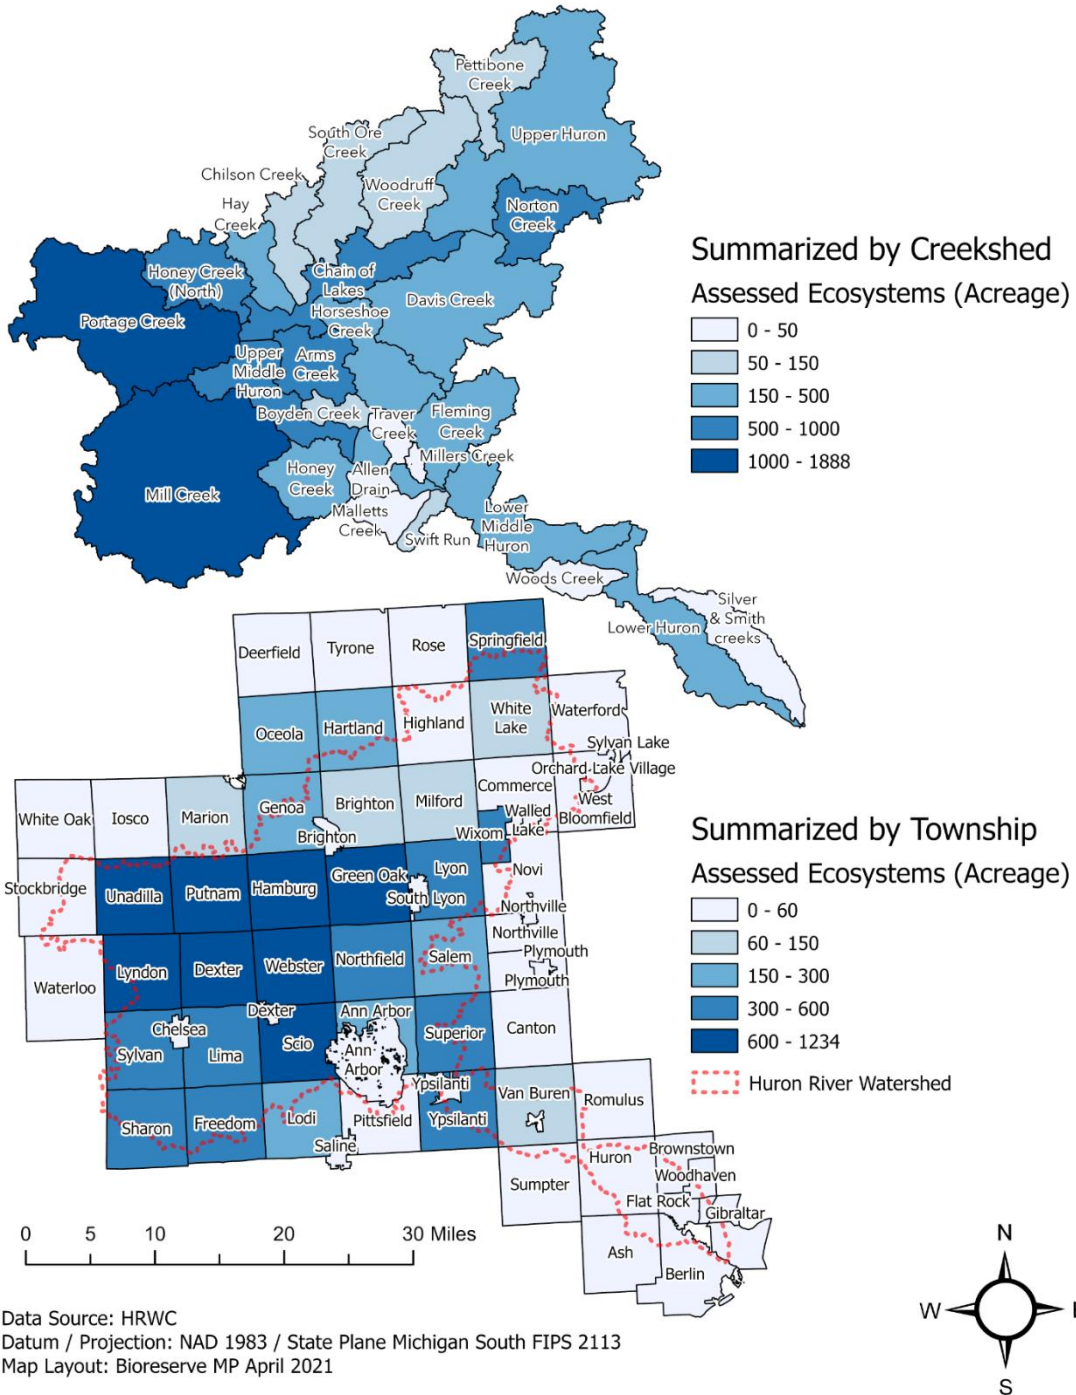 Pettibone
Creek
South Ore
Creek
Upper Huron
Chilson Creek
Woodruff
Creek
Hay
Creek
Norton
Creek
Honey Creek
(North)
Chain of
Lakes
Davis Creek
Portage Creek
Horseshoe
Creek
Upper
Middle
Huron
Arms
Creek
Boyden Creek
Traver
Creek
Fleming
Creek
Millers Creek
Honey
Creek
Allen
Drain
Mill Creek
Malletts
Creek
Swift Run
Lower
Middle
Huron
Woods Creek
Silver
& Smith
creeks
Lower Huron
Summarized by Creekshed
Assessed Ecosystems (Acreage)
0 - 50
50 - 150
150 - 500
500 - 1000
1000 - 1888
Deerfield
Tyrone
Rose
Springfield
Oceola
Hartland
Highland
White
Lake
Waterford
Sylvan Lake
Orchard Lake Village
West
Bloomfield
White Oak
Iosco
Marion
Genoa
Brighton
Brighton
Milford
Commerce
Walled
Lake
Wixom
Stockbridge
Unadilla
Putnam
Hamburg
Green Oak
South Lyon
Lyon
Novi
Northville
Northville
Plymouth
Plymouth
Waterloo
Lyndon
Dexter
Webster
Northfield
Salem
Chelsea
Dexter
Ann Arbor
Sylvan
Lima
Scio
Ann
Arbor
Superior
Canton
Ypsilanti
Van Buren
Romulus
Sharon
Freedom
Lodi
Pittsfield
Ypsilanti
Saline
Sumpter
Huron
Brownstown
Woodhaven
Flat Rock
Gibraltar
Ash
Berlin
Summarized by Township
Assessed Ecosystems (Acreage)
0 - 60
60 - 150
150 - 300
300 - 600
600 - 1234
Huron River Watershed
0 5 10 20 30 Miles
Data Source: HRWC
Datum / Projection: NAD 1983 / State Plane Michigan South FIPS 2113
Map Layout: Bioreserve MP April 2021
N
W
S